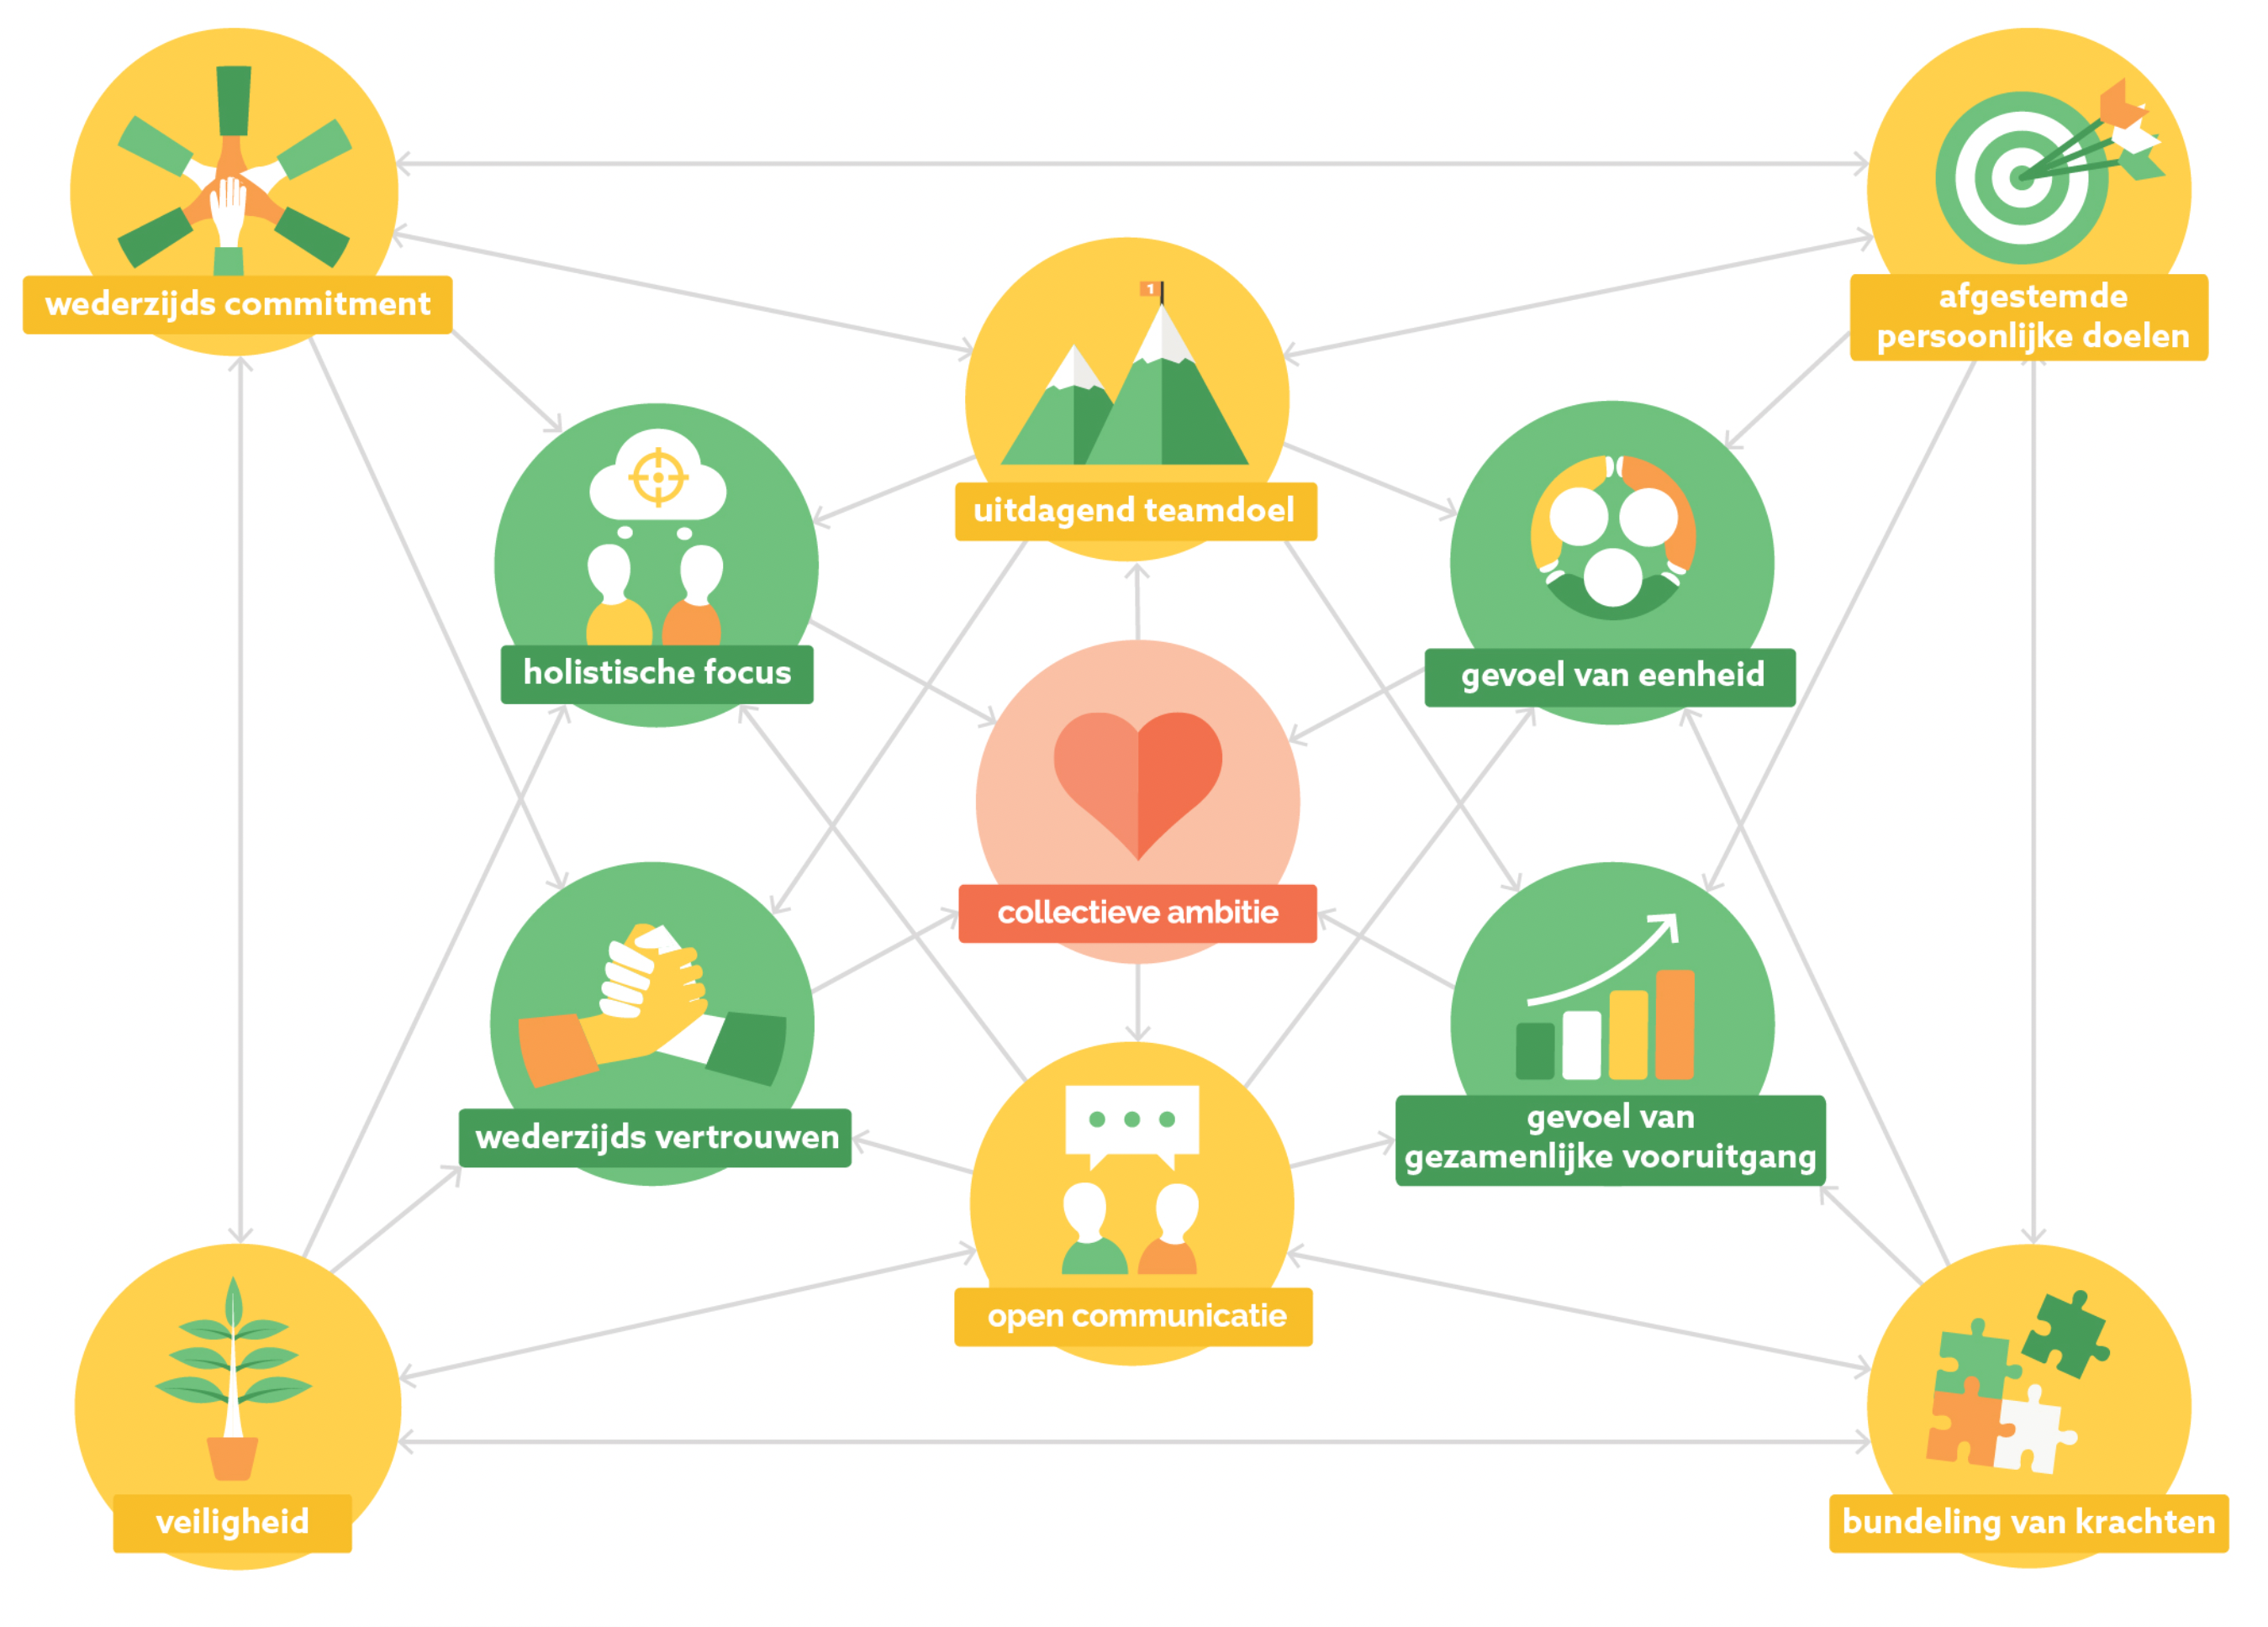 wederzijds commitment
afgestemde
persoonlijke doelen
1
uitdagend teamdoel
holistische focus
gevoel van eenheid
collectieve ambitie
wederzijds vertrouwen
gevoel van
gezamenlijke vooruitgang
open communicatie
veiligheid
bundeling van krachten